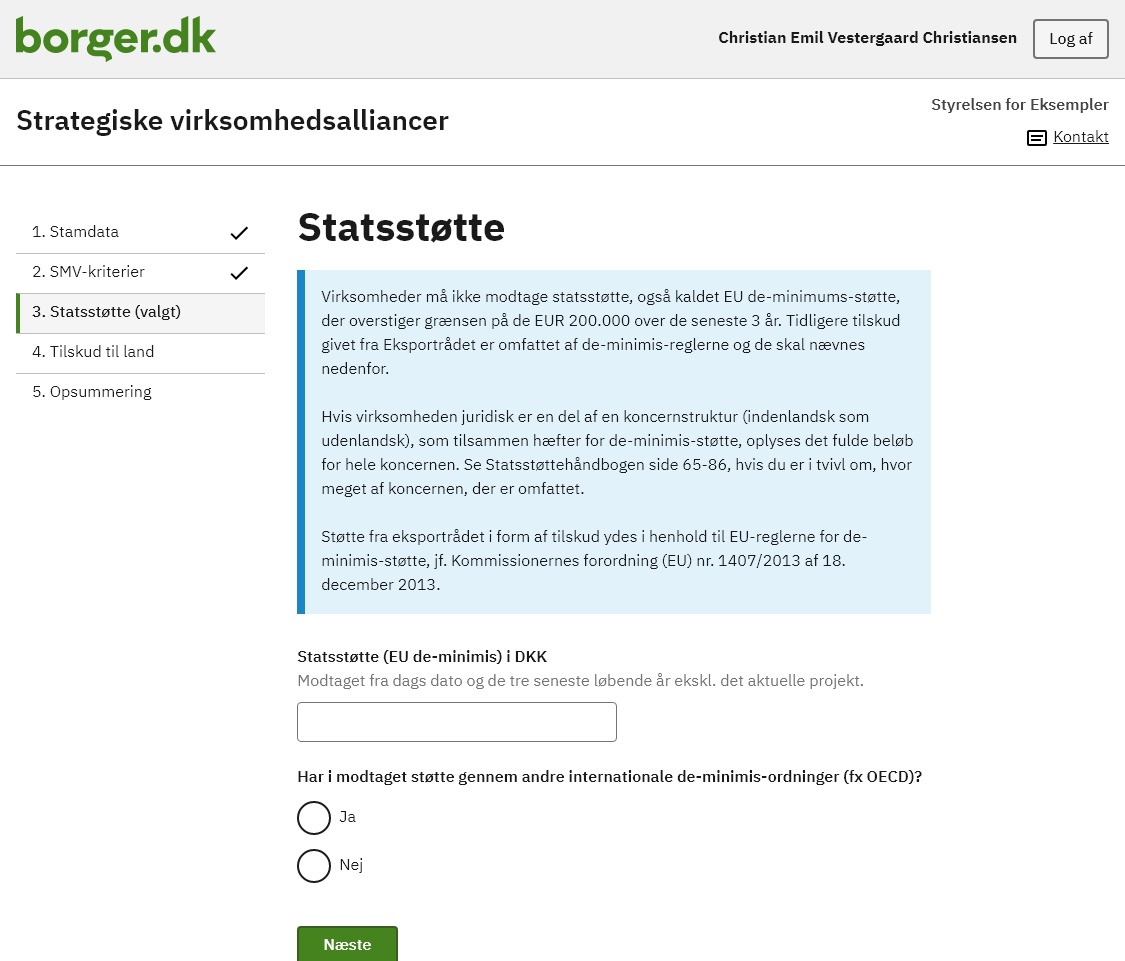 borger.dk
Christian Emil Vestergaard Christiansen
Log af
Strategiske virksomhedsalliancer
Styrelsen for Eksempler
Kontakt
1. Stamdata
2. SMV-kriterier
3. Statsstøtte (valgt)
4. Tilskud til land
5. Opsummering
Statsstøtte
Virksomheder må ikke modtage statsstøtte, også kaldet EU de-minimums-støtte,
der overstiger grænsen på de EUR 200.000 over de seneste 3 år. Tidligere tilskud
givet fra Eksportrådet er omfattet af de-minimis-reglerne og de skal nævnes
nedenfor.
Hvis virksomheden juridisk er en del af en koncernstruktur (indenlandsk som
udenlandsk), som tilsammen hæfter for de-minimis-støtte, oplyses det fulde beløb
for hele koncernen. Se Statsstøttehåndbogen side 65-86, hvis du er i tvivl om, hvor
meget af koncernen, der er omfattet.
Støtte fra eksportrådet i form af tilskud ydes i henhold til EU-reglerne for de-
minimis-støtte, jf. Kommissionernes forordning (EU) nr. 1407/2013 af 18.
december 2013.
Statsstøtte (EU de-minimis) i DKK
Modtaget fra dags dato og de tre seneste løbende år ekskl. det aktuelle projekt.
Har i modtaget støtte gennem andre internationale de-minimis-ordninger (fx OECD)?
Ja
Nej
Næste